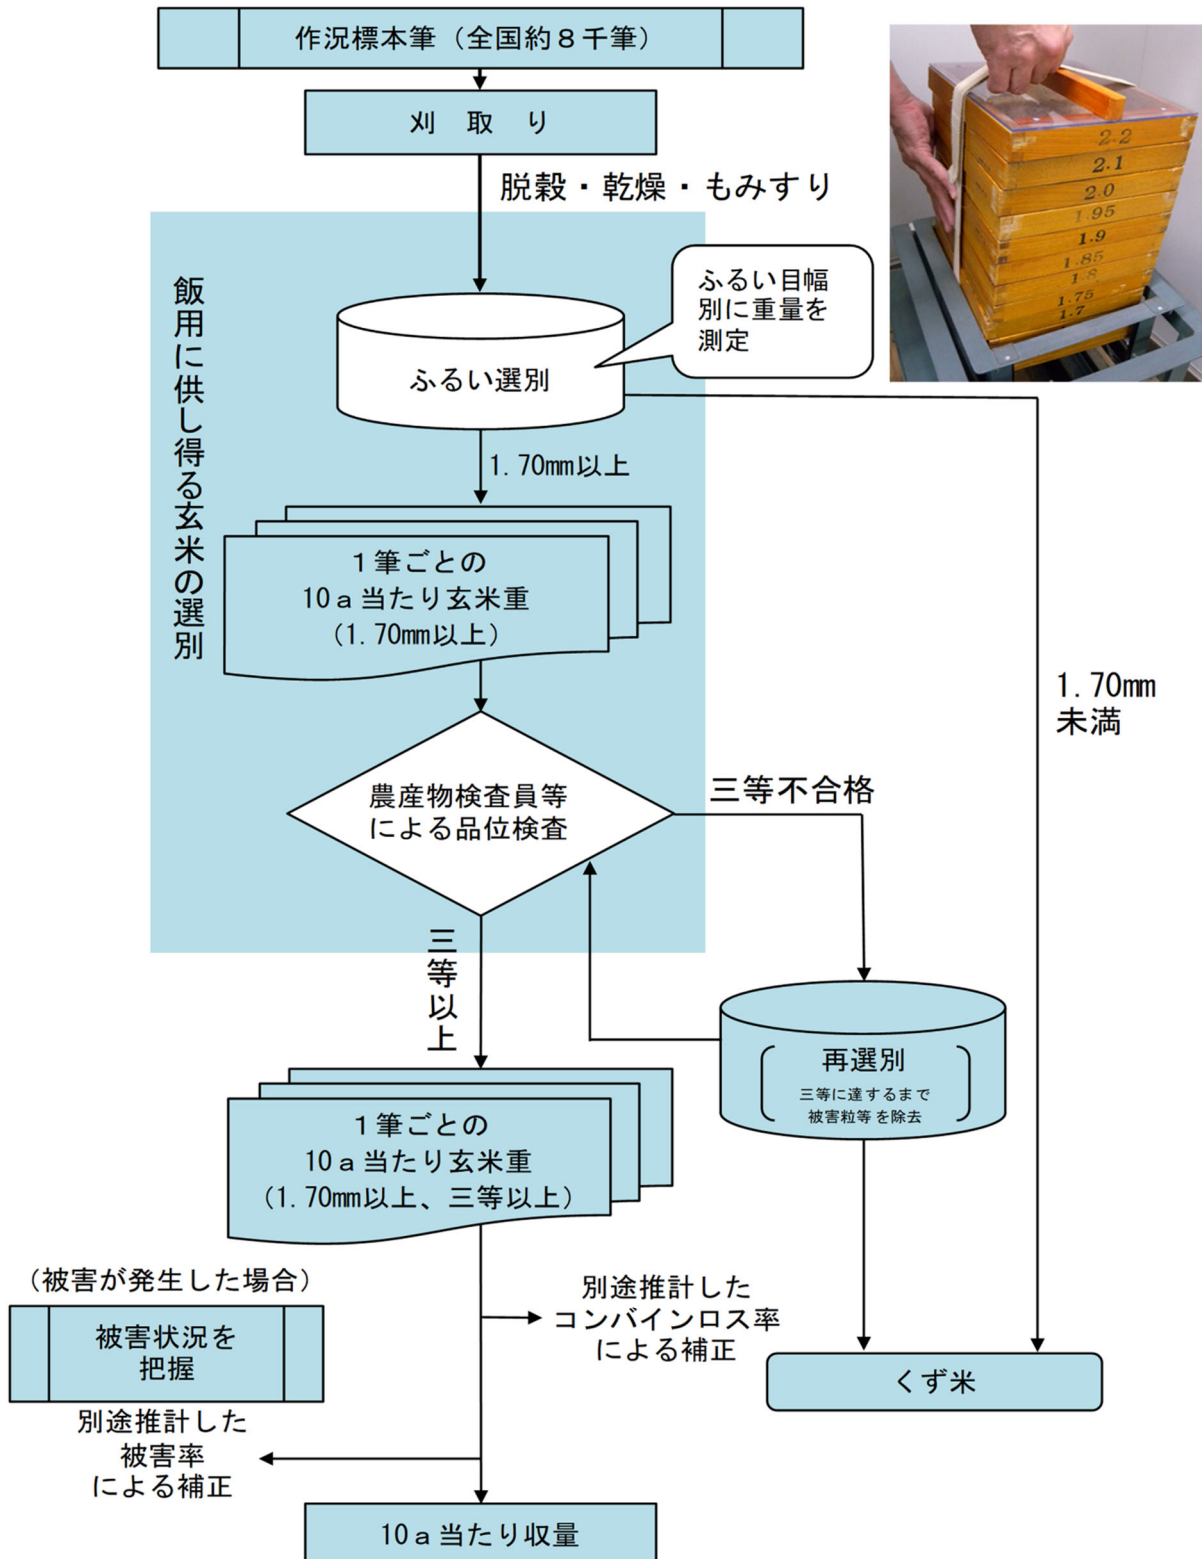 作況標本筆（全国約８千筆）
刈 取 り
脱穀・乾燥・もみすり
2.2
2.1
2.0
1.95
1.9
1.85
1.8
1.75
1.7
飯用に供し得る玄米の選別
ふるい目幅
別に重量を
測定
ふるい選別
1.70mm以上
１筆ごとの
10ａ当たり玄米重
（1.70mm以上）
1.70mm
未満
農産物検査員等
による品位検査
三等不合格
三等以上
再選別
三等に達するまで
被害粒等 を除去
１筆ごとの
10ａ当たり玄米重
（1.70mm以上、三等以上）
（被害が発生した場合）
被害状況を
把握
別途推計した
コンバインロス率
による補正
くず米
別途推計した
被害率
による補正
10ａ当たり収量